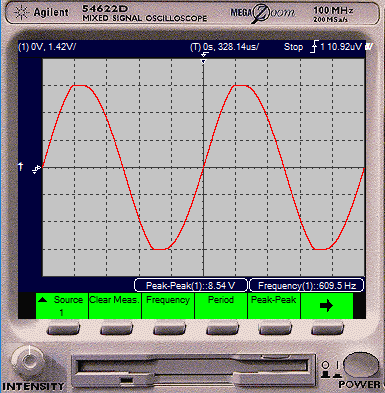 Agilent 54622D MIXED SIGNAL OSCILLOSCOPE MEGA Zoom 100 MHz 200 MSa/s
(1) 0V, 1.42V/ (T) 0s, 328.14us/ Stop 1 10.92uV
Peak-Peak(1)::8.54 V Frequency(1)::609.5 Hz
Source 1 Clear Meas. Frequency Period Peak-Peak
INTENSITY POWER